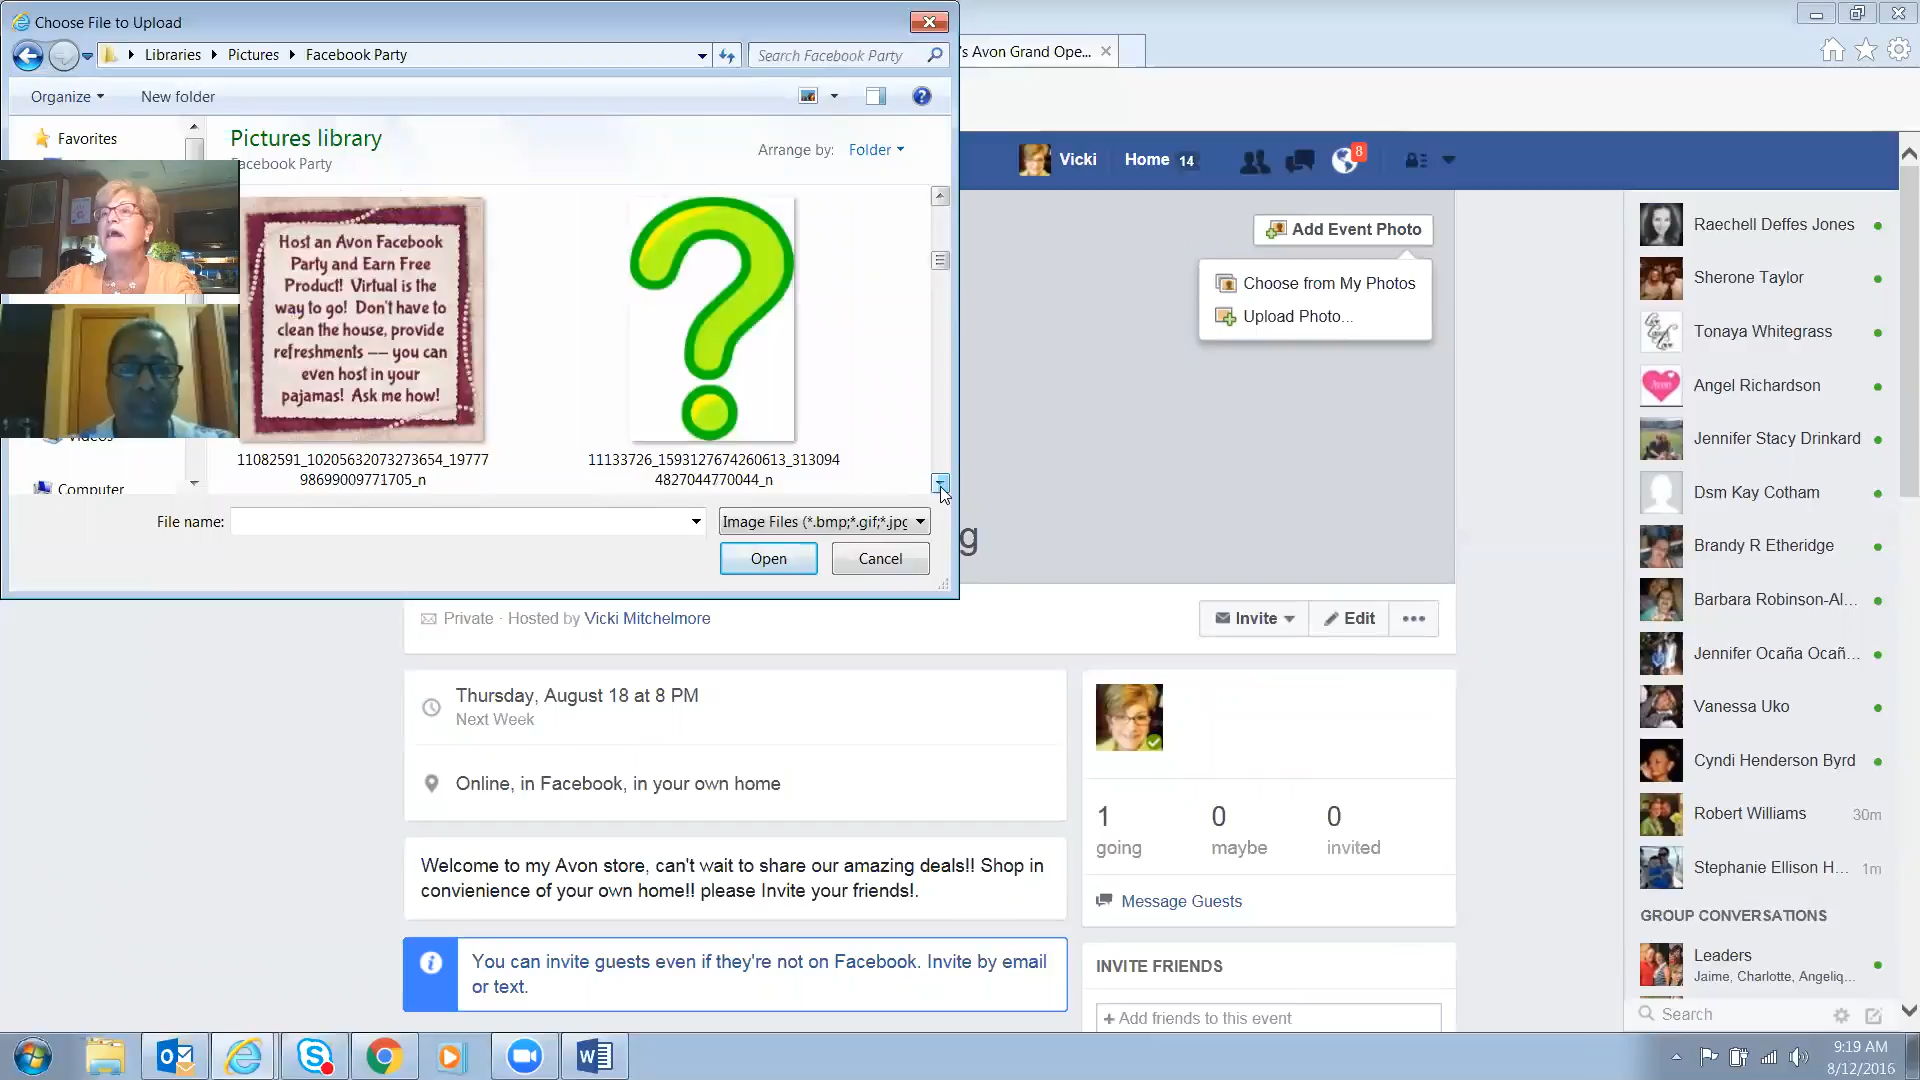 Choose File to Upload
Libraries
Pictures
Facebook Party
Search Facebook Party
's Avon Grand Ope...
Organize
New folder
Favorites
Pictures library
Facebook Party
Arrange by:
Folder
Host an Avon Facebook
Party and Earn Free
Product! Virtual is the
way to go! Don't have to
clean the house, provide
refreshments -- you can
even host in your
pajamas! Ask me how!
11082591_10205632073273654_19777
98699009771705_n
11133726_1593127674260613_313094
4827044770044_n
Videos
Computer
File name:
Image Files (*.bmp;*.gif;*.jpg
Open
Cancel
Vicki
Home 14
8
Add Event Photo
Choose from My Photos
Upload Photo...
g
Private · Hosted by Vicki Mitchelmore
Invite
Edit
Thursday, August 18 at 8 PM
Next Week
Online, in Facebook, in your own home
Welcome to my Avon store, can't wait to share our amazing deals!! Shop in
convienience of your own home!! please Invite your friends!.
You can invite guests even if they're not on Facebook. Invite by email
or text.
1
going
0
maybe
0
invited
Message Guests
INVITE FRIENDS
+ Add friends to this event
Raechell Deffes Jones
Sherone Taylor
Tonaya Whitegrass
Angel Richardson
Jennifer Stacy Drinkard
Dsm Kay Cotham
Brandy R Etheridge
Barbara Robinson-Al...
Jennifer Ocaña Ocañ...
Vanessa Uko
Cyndi Henderson Byrd
Robert Williams 30m
Stephanie Ellison H... 1m
GROUP CONVERSATIONS
Leaders
Jaime, Charlotte, Angeliq...
Search
9:19 AM
8/12/2016